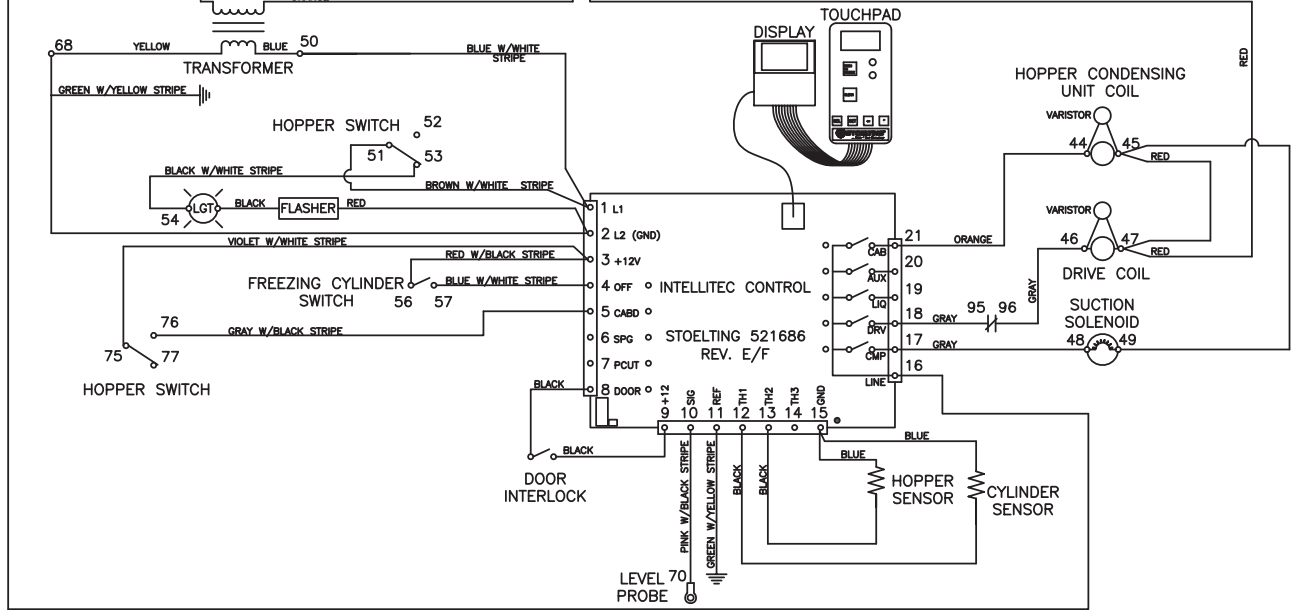 TOUCHPAD
DISPLAY
68
YELLOW
BLUE
50
BLUE W/WHITE
STRIPE
TRANSFORMER
RED
GREEN W/YELLOW STRIPE
HOPPER CONDENSING
UNIT COIL
VARISTOR
44
45
RED
HOPPER SWITCH
52
51
53
BLACK W/WHITE STRIPE
BROWN W/WHITE STRIPE
54
LGT
BLACK
FLASHER
RED
1 L1
2 L2 (GND)
3 +12V
4 OFF
5 CABD
6 SPG
7 PCUT
8 DOOR
VIOLET W/WHITE STRIPE
RED W/BLACK STRIPE
FREEZING CYLINDER
SWITCH
56
57
BLUE W/WHITE STRIPE
76
GRAY W/BLACK STRIPE
75
77
HOPPER SWITCH
INTELLITEC CONTROL
STOELTING 521686
REV. E/F
21
CAB
ORANGE
20
AUX
19
LIQ
18
DRV
GRAY
95
96
GRAY
17
CMP
GRAY
16
LINE
VARISTOR
46
47
RED
DRIVE COIL
SUCTION
SOLENOID
48
49
BLACK
BLACK
DOOR
INTERLOCK
9 +12
10 SIG
11 REF
12 TH1
13 TH2
14 TH3
15 GND
PINK W/BLACK STRIPE
GREEN W/YELLOW STRIPE
BLACK
BLACK
BLUE
BLUE
HOPPER
SENSOR
CYLINDER
SENSOR
LEVEL
PROBE
70